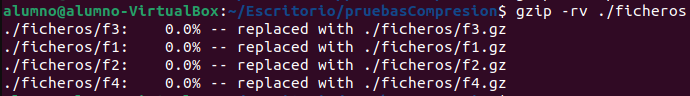 alumno@alumno-VirtualBox:~/Escritorio/pruebasCompresion$ gzip -rv ./ficheros
./ficheros/f3:    0.0% -- replaced with ./ficheros/f3.gz
./ficheros/f1:    0.0% -- replaced with ./ficheros/f1.gz
./ficheros/f2:    0.0% -- replaced with ./ficheros/f2.gz
./ficheros/f4:    0.0% -- replaced with ./ficheros/f4.gz